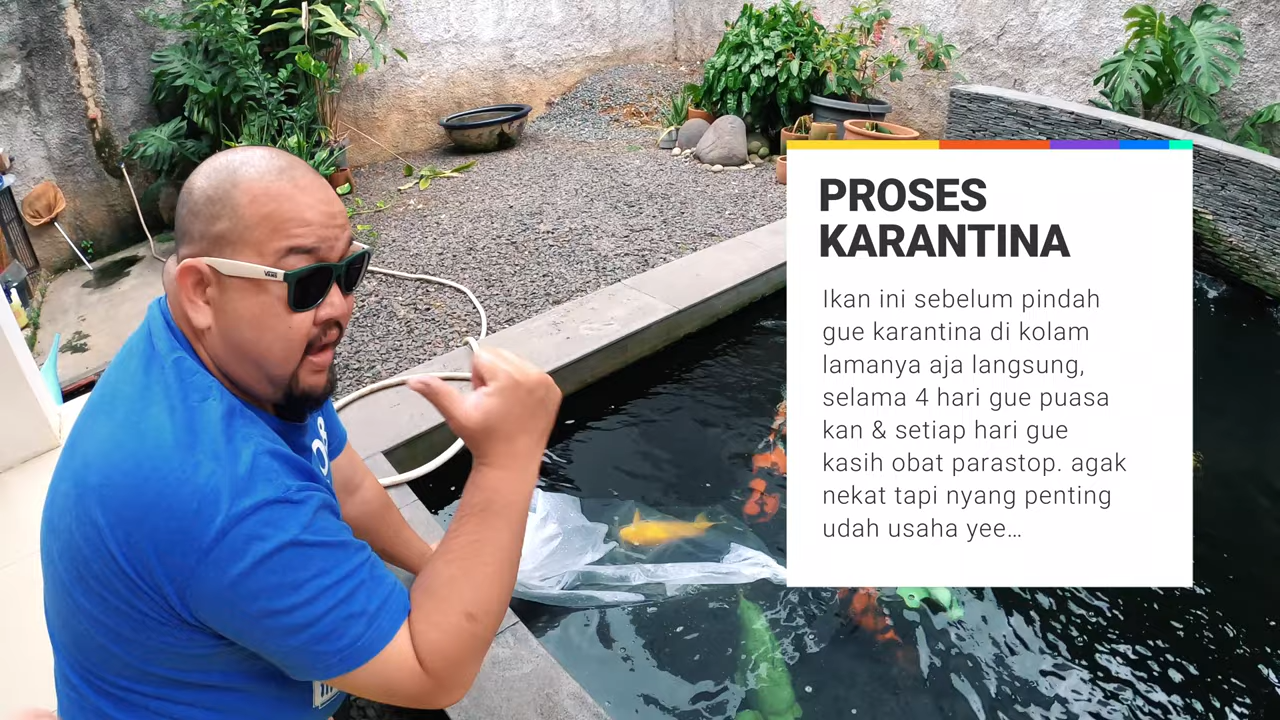 PROSES
KARANTINA
Ikan ini sebelum pindah
gue karantina di kolam
lamanya aja langsung,
selama 4 hari gue puasa
kan & setiap hari gue
kasih obat parastop. agak
nekat tapi nyang penting
udah usaha yee...
VANS